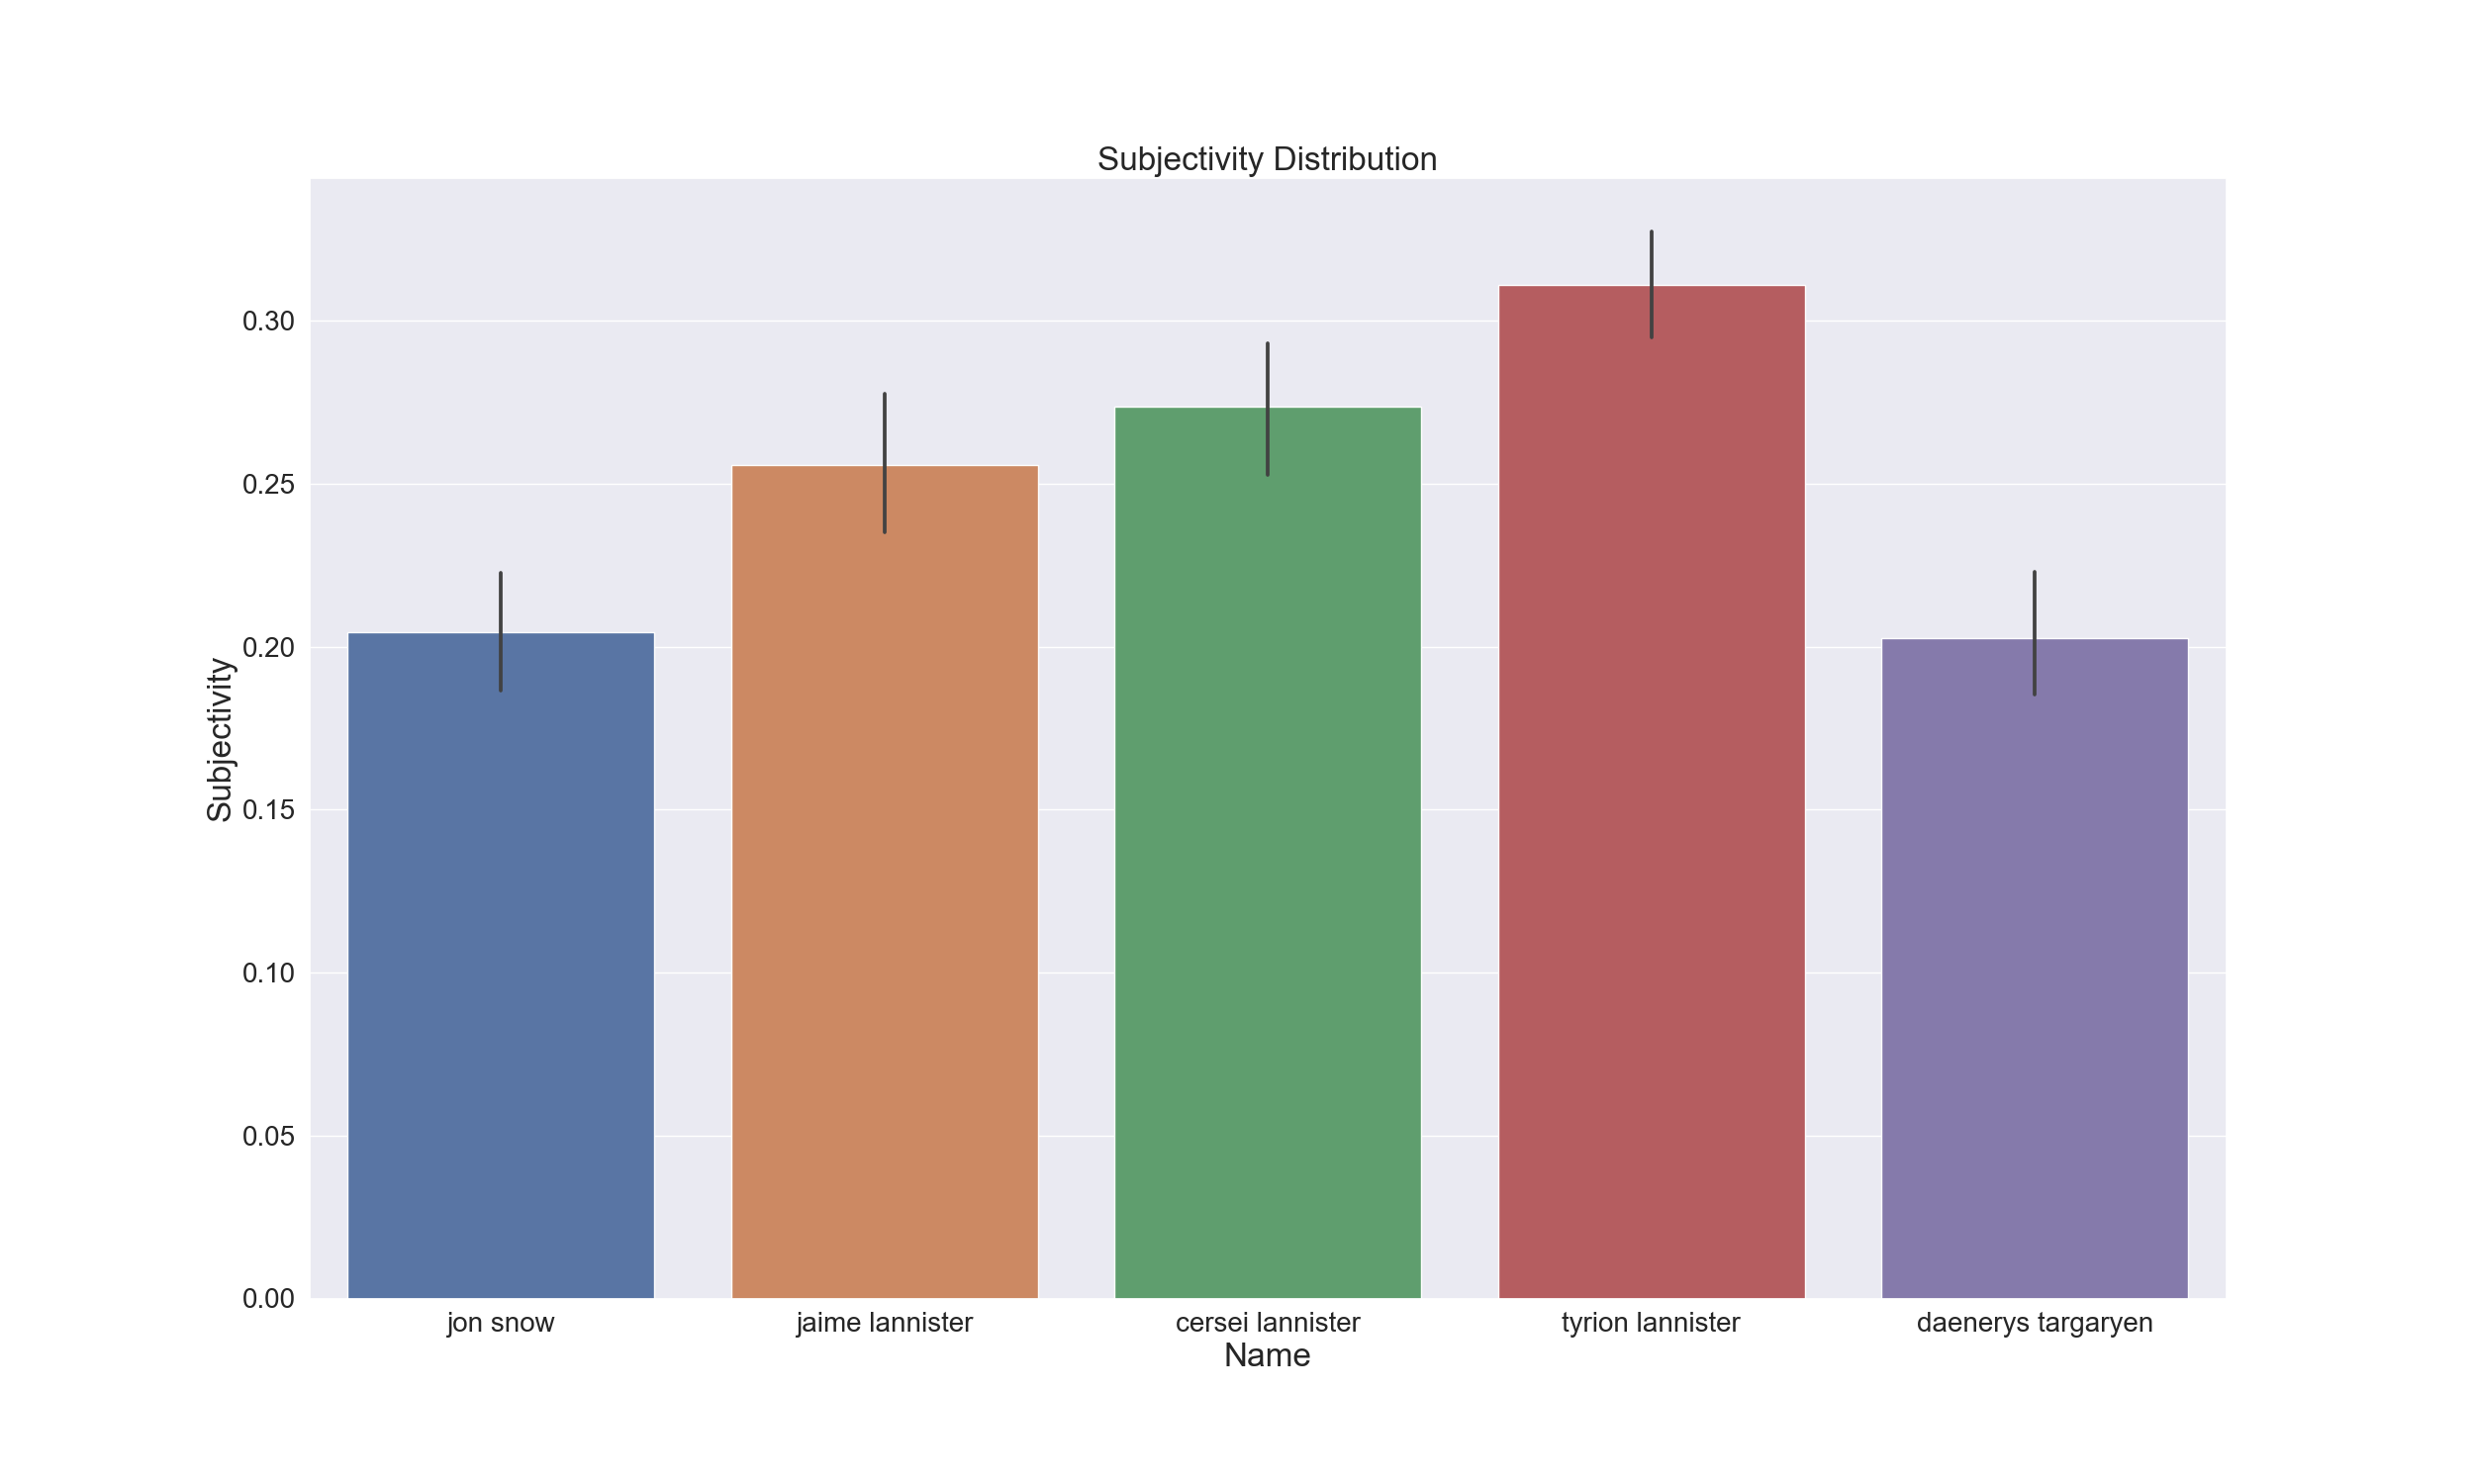 Subjectivity Distribution
Subjectivity
0.30
0.25
0.20
0.15
0.10
0.05
0.00
jon snow jaime lannister cersei lannister tyrion lannister daenerys targaryen
Name